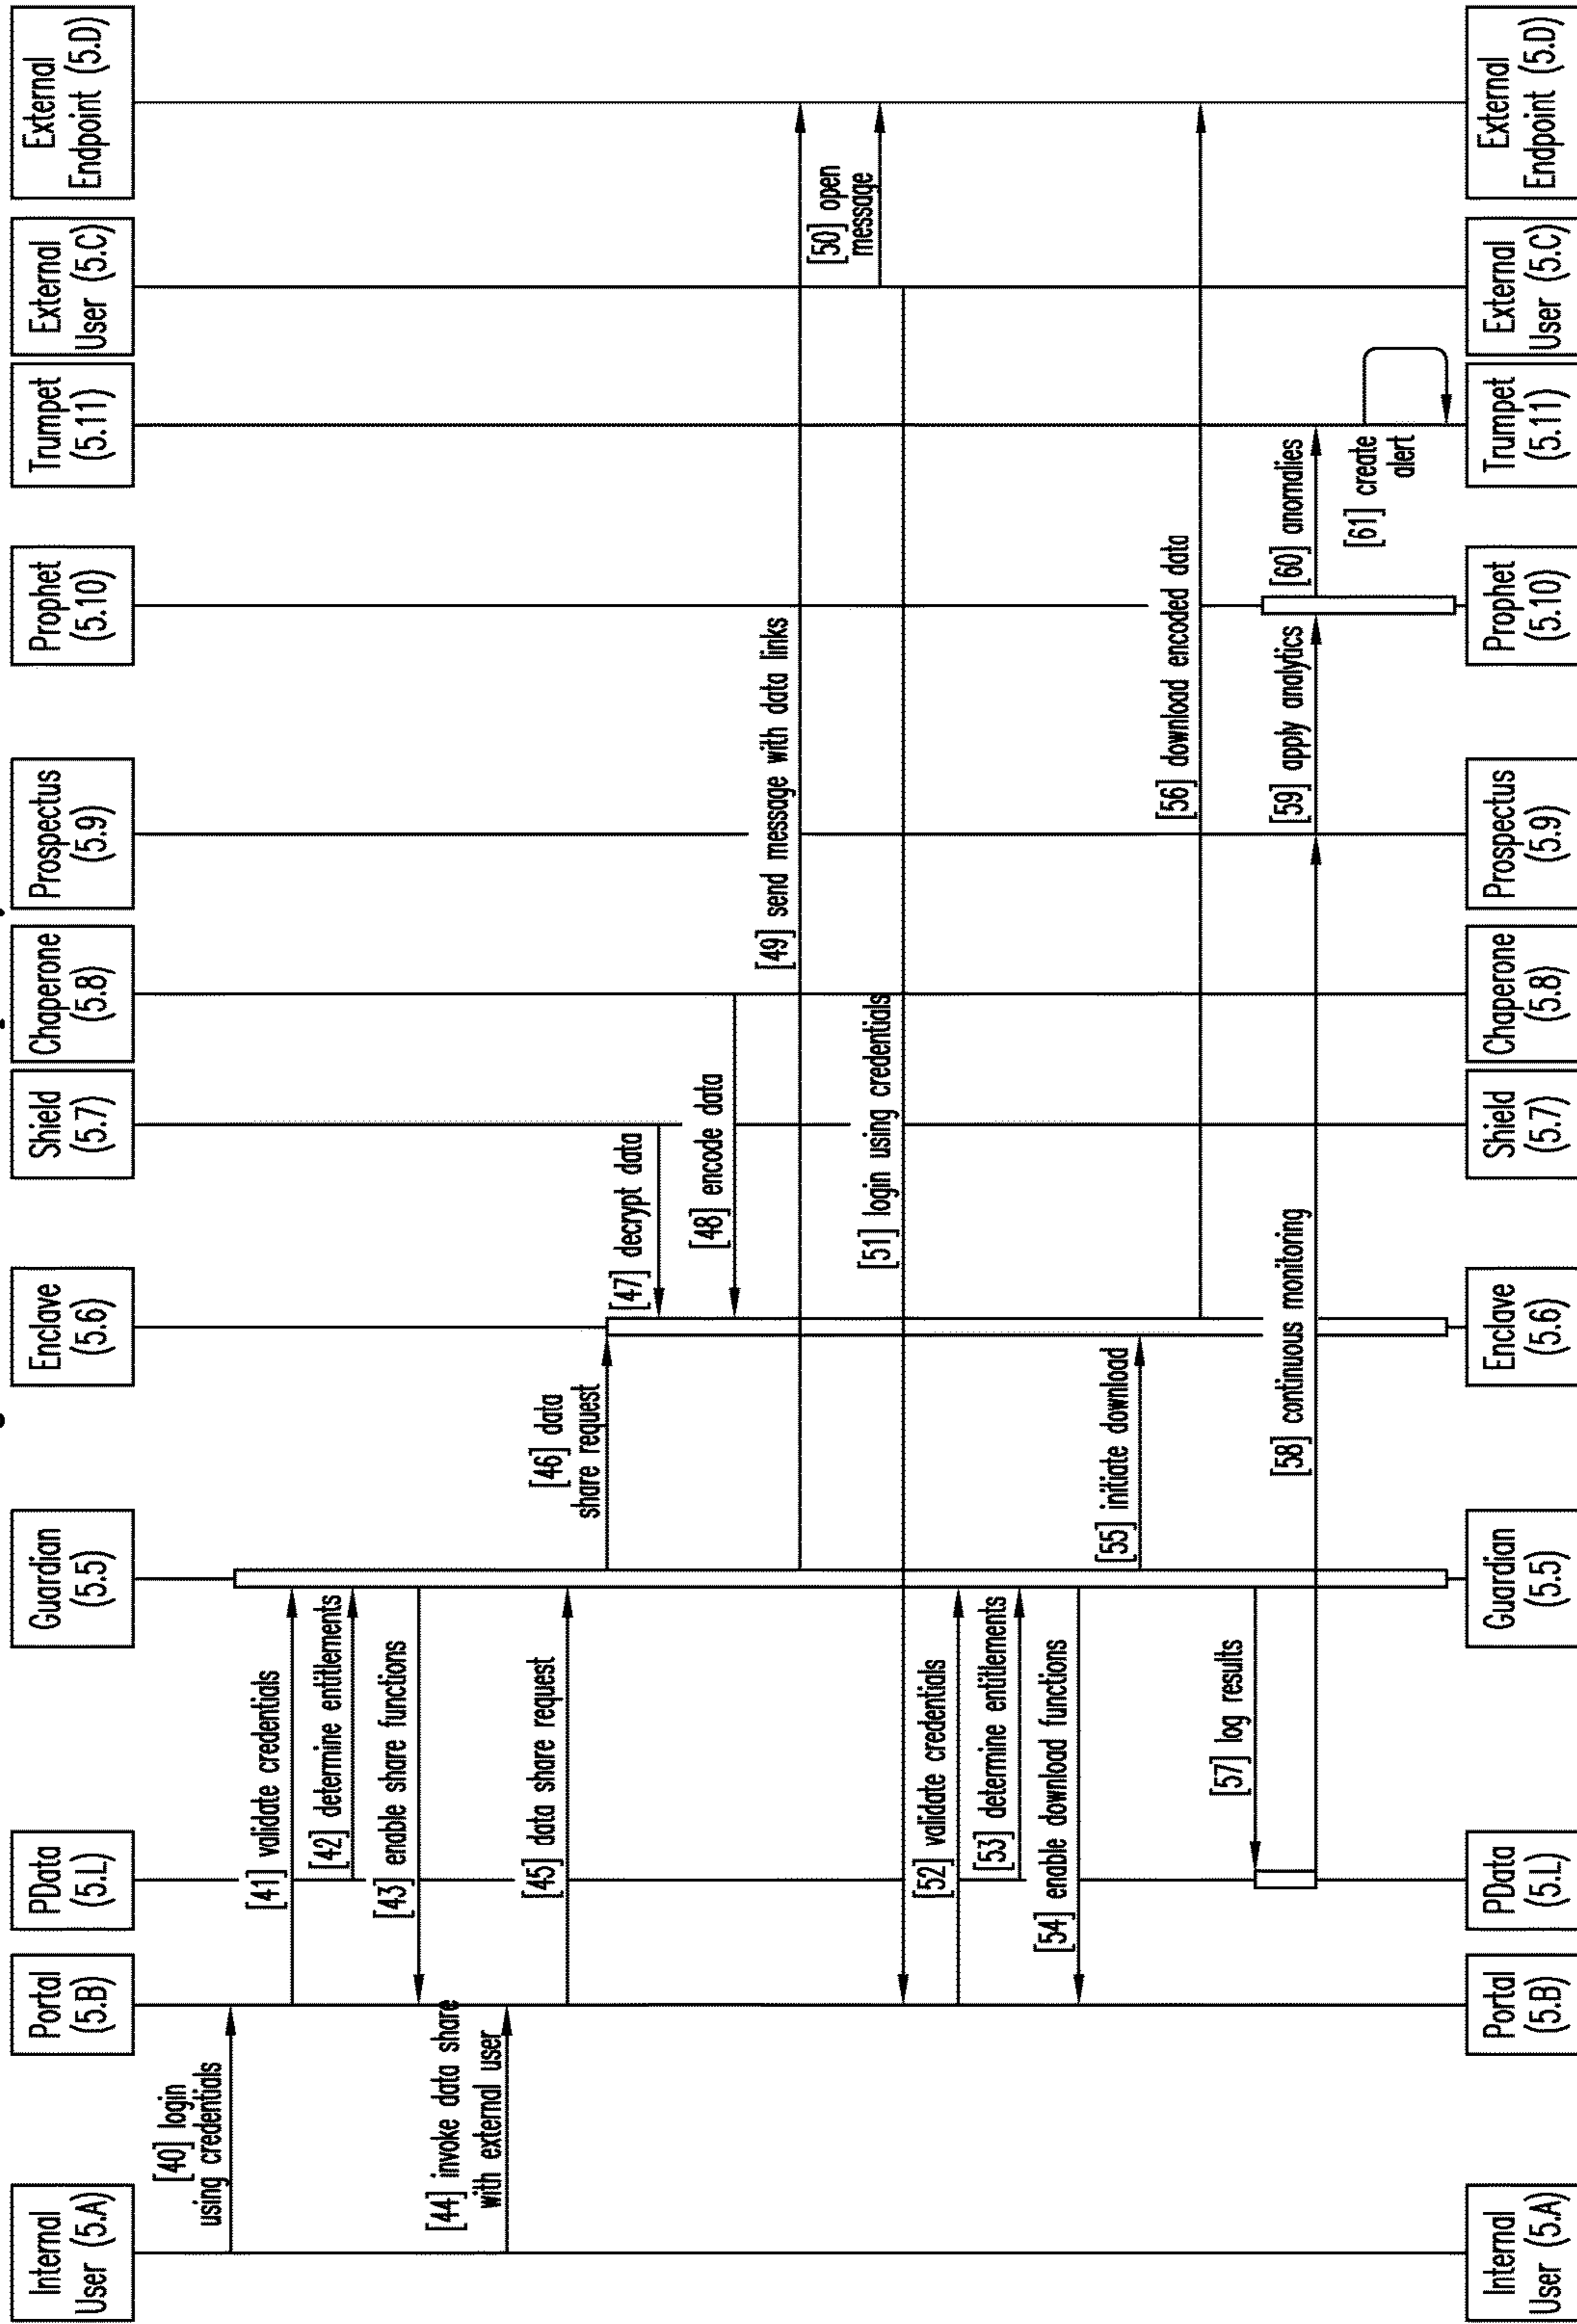 Internal
User (5.A)
Portal
(5.B)
PData
(5.L)
Guardian
(5.5)
Enclave
(5.6)
Shield
(5.7)
Chaperone
(5.8)
Prospectus
(5.9)
Prophet
(5.10)
Trumpet
(5.11)
External
User (5.C)
External
Endpoint (5.D)
[40] login
using credentials
[41] validate credentials
[42] determine entitlements
[43] enable share functions
[44] invoke data share
with external user
[45] data share request
[46] data
share request
[47] decrypt data
[48] encode data
[49] send message with data links
[50] open
message
[51] login using credentials
[52] validate credentials
[53] determine entitlements
[54] enable download functions
[55] initiate download
[56] download encoded data
[57] log results
[58] continuous monitoring
[59] apply analytics
[60] anomalies
[61] create
alert
Internal
User (5.A)
Portal
(5.B)
PData
(5.L)
Guardian
(5.5)
Enclave
(5.6)
Shield
(5.7)
Chaperone
(5.8)
Prospectus
(5.9)
Prophet
(5.10)
Trumpet
(5.11)
External
User (5.C)
External
Endpoint (5.D)